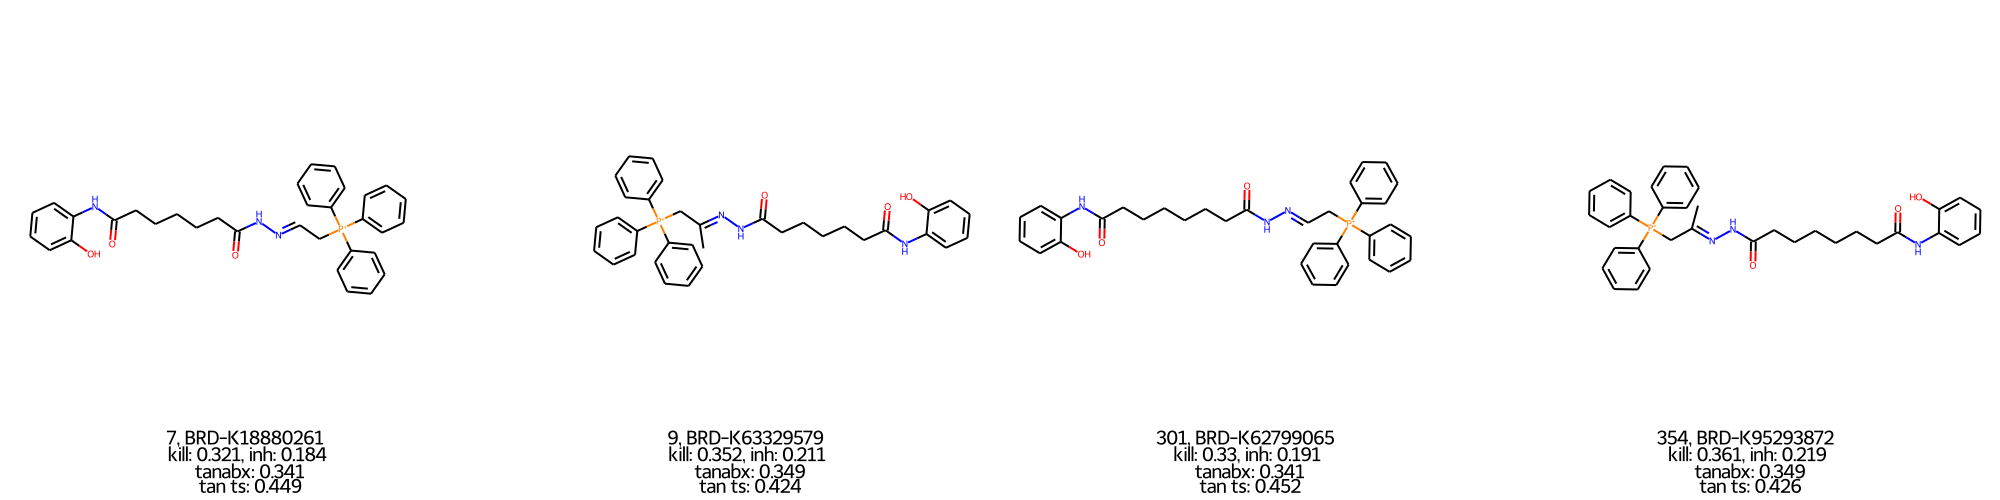 7, BRD-K18880261
kill: 0.321, inh: 0.184
tanabx: 0.341
tan ts: 0.449
9, BRD-K63329579
kill: 0.352, inh: 0.211
tanabx: 0.349
tan ts: 0.424
301, BRD-K62799065
kill: 0.33, inh: 0.191
tanabx: 0.341
tan ts: 0.452
354, BRD-K95293872
kill: 0.361, inh: 0.219
tanabx: 0.349
tan ts: 0.426
H
N
O
OH
O
H
N
N
P⁺
P⁺
N
N
H
O
O
N
H
HO
H
N
O
OH
O
N
H
N
P⁺
P⁺
N
H
N
O
O
N
H
HO